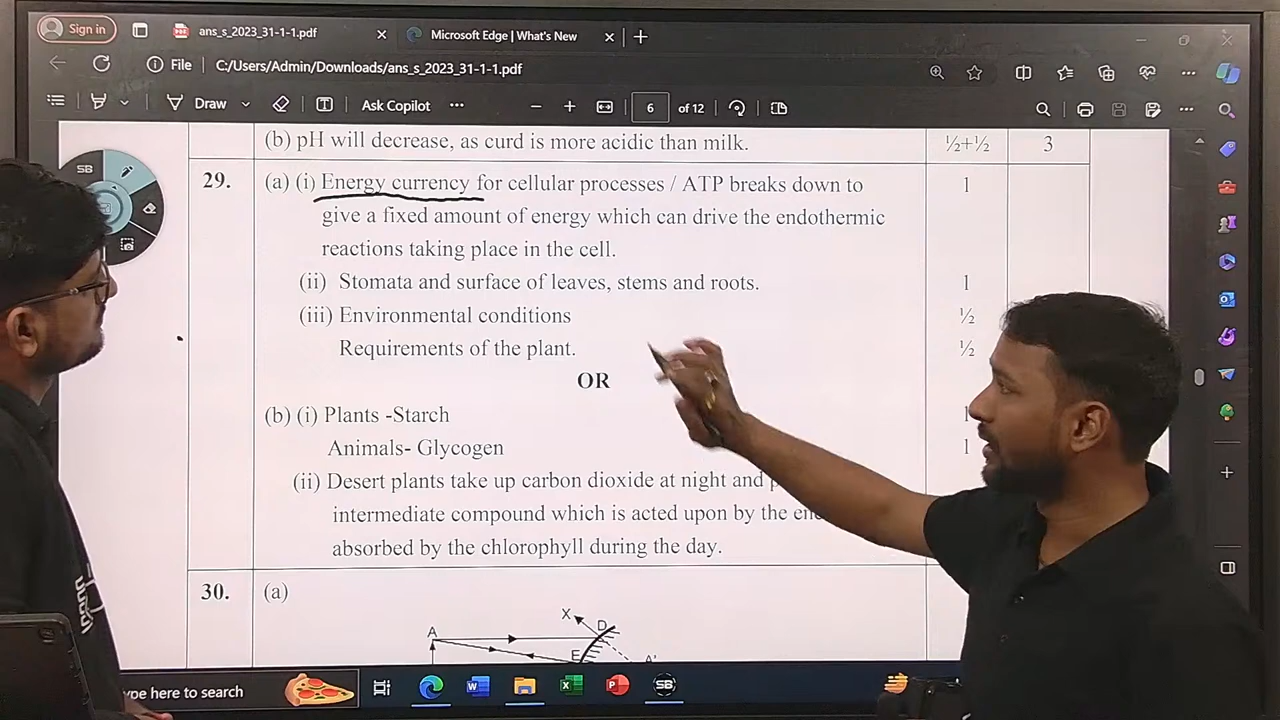 Sign in
ans_s_2023_31-1-1.pdf
Microsoft Edge | What's New
File
C:/Users/Admin/Downloads/ans_s_2023_31-1-1.pdf
Draw
Ask Copilot
6
of 12
(b) pH will decrease, as curd is more acidic than milk. ½+½ 3
SB
29. (a) (i) Energy currency for cellular processes / ATP breaks down to 1
give a fixed amount of energy which can drive the endothermic
reactions taking place in the cell.
(ii) Stomata and surface of leaves, stems and roots. 1
(iii) Environmental conditions ½
Requirements of the plant. ½
OR
(b) (i) Plants -Starch 1
Animals- Glycogen 1
(ii) Desert plants take up carbon dioxide at night and
intermediate compound which is acted upon by the
absorbed by the chlorophyll during the day.
30. (a)
X
D
A
E
A'
ype here to search
SB